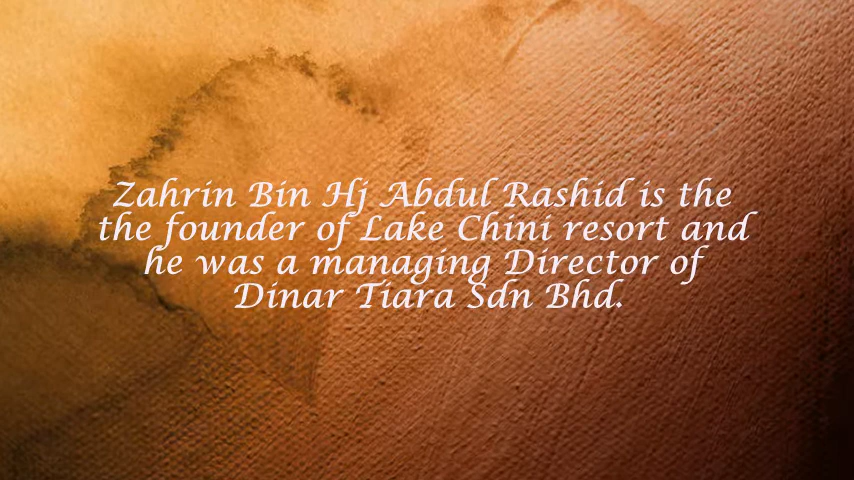 Zahrin Bin Hj Abdul Rashid is the
the founder of Lake Chini resort and
he was a managing Director of
Dinar Tiara Sdn Bhd.